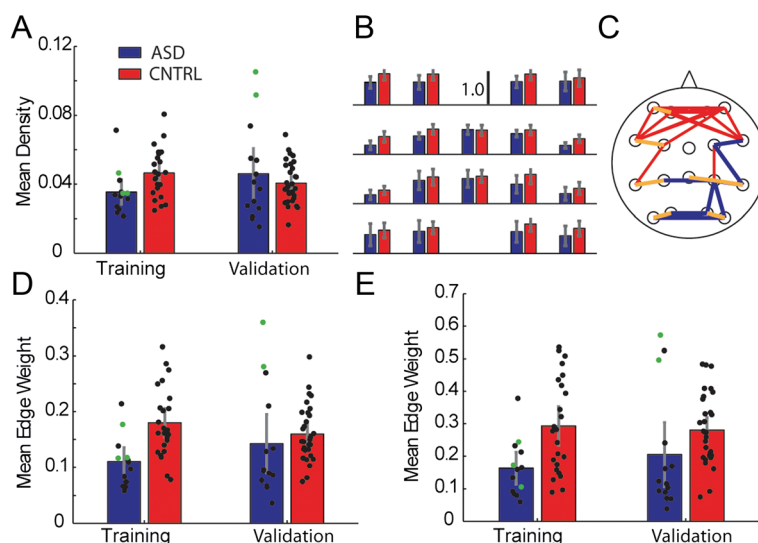 A
B
C
0.12
0.08
0.04
0
Mean Density
ASD
CNTRL
Training
Validation
1.0
D
E
0.4
0.3
0.2
0.1
0
Mean Edge Weight
Training
Validation
0.7
0.6
0.5
0.4
0.3
0.2
0.1
0
Mean Edge Weight
Training
Validation